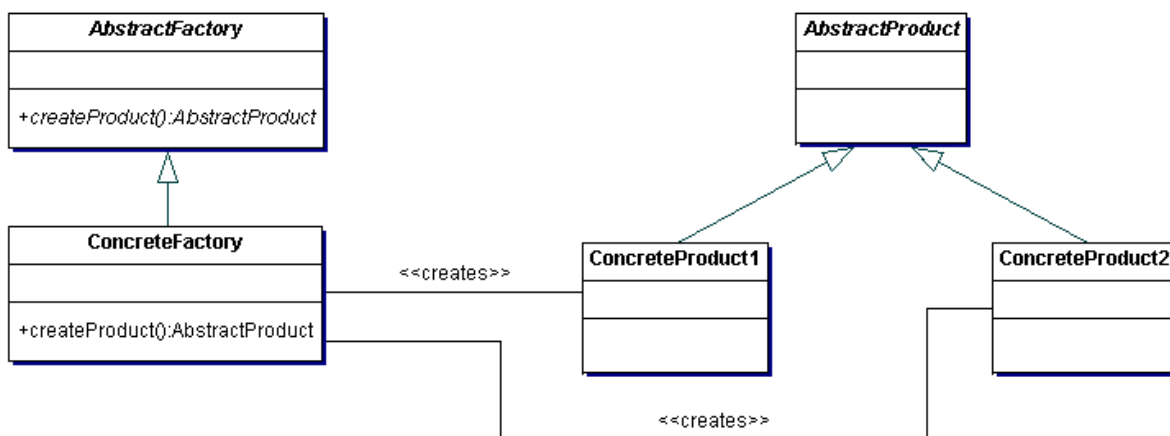 AbstractFactory
+createProduct():AbstractProduct
AbstractProduct
ConcreteFactory
+createProduct():AbstractProduct
<<creates>>
ConcreteProduct1
ConcreteProduct2
<<creates>>